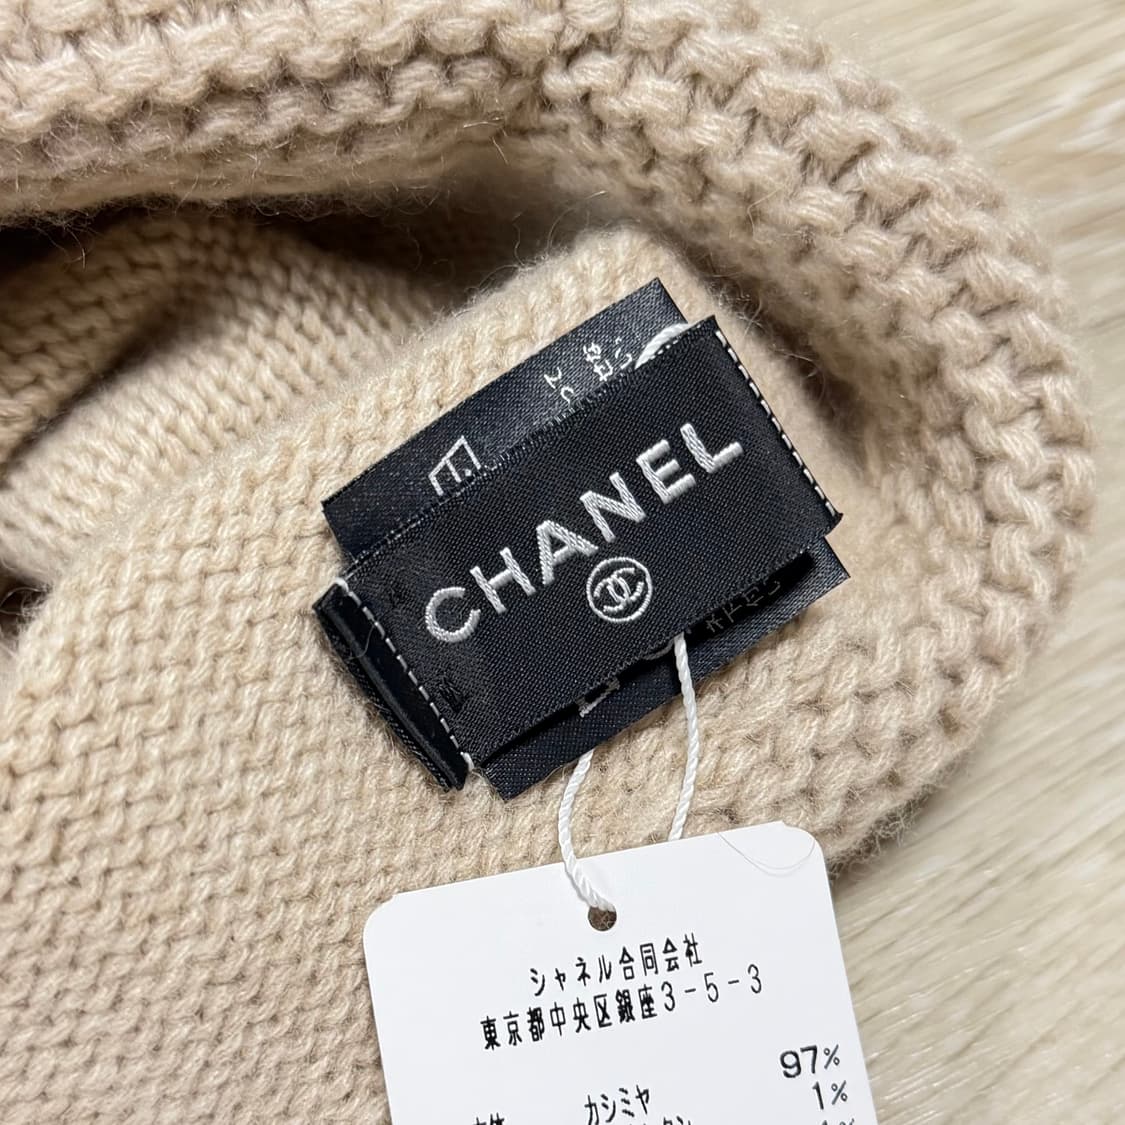 CHANEL
シャネル合同会社
東京都中央区銀座3-5-3
97%
カシミヤ 1%